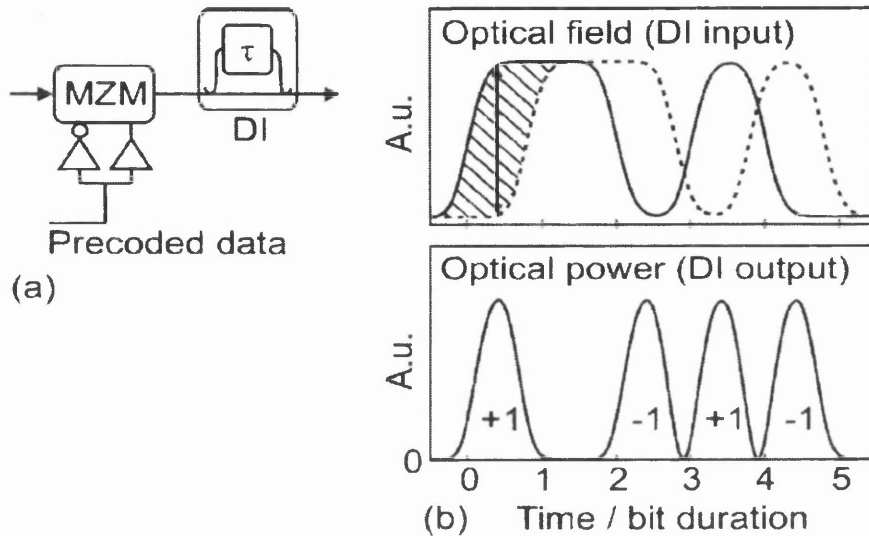 τ
MZM
DI
Precoded data
(a)
Optical field (DI input)
A.u.
Optical power (DI output)
A.u.
+1 -1 +1 -1
0
0 1 2 3 4 5
(b) Time / bit duration